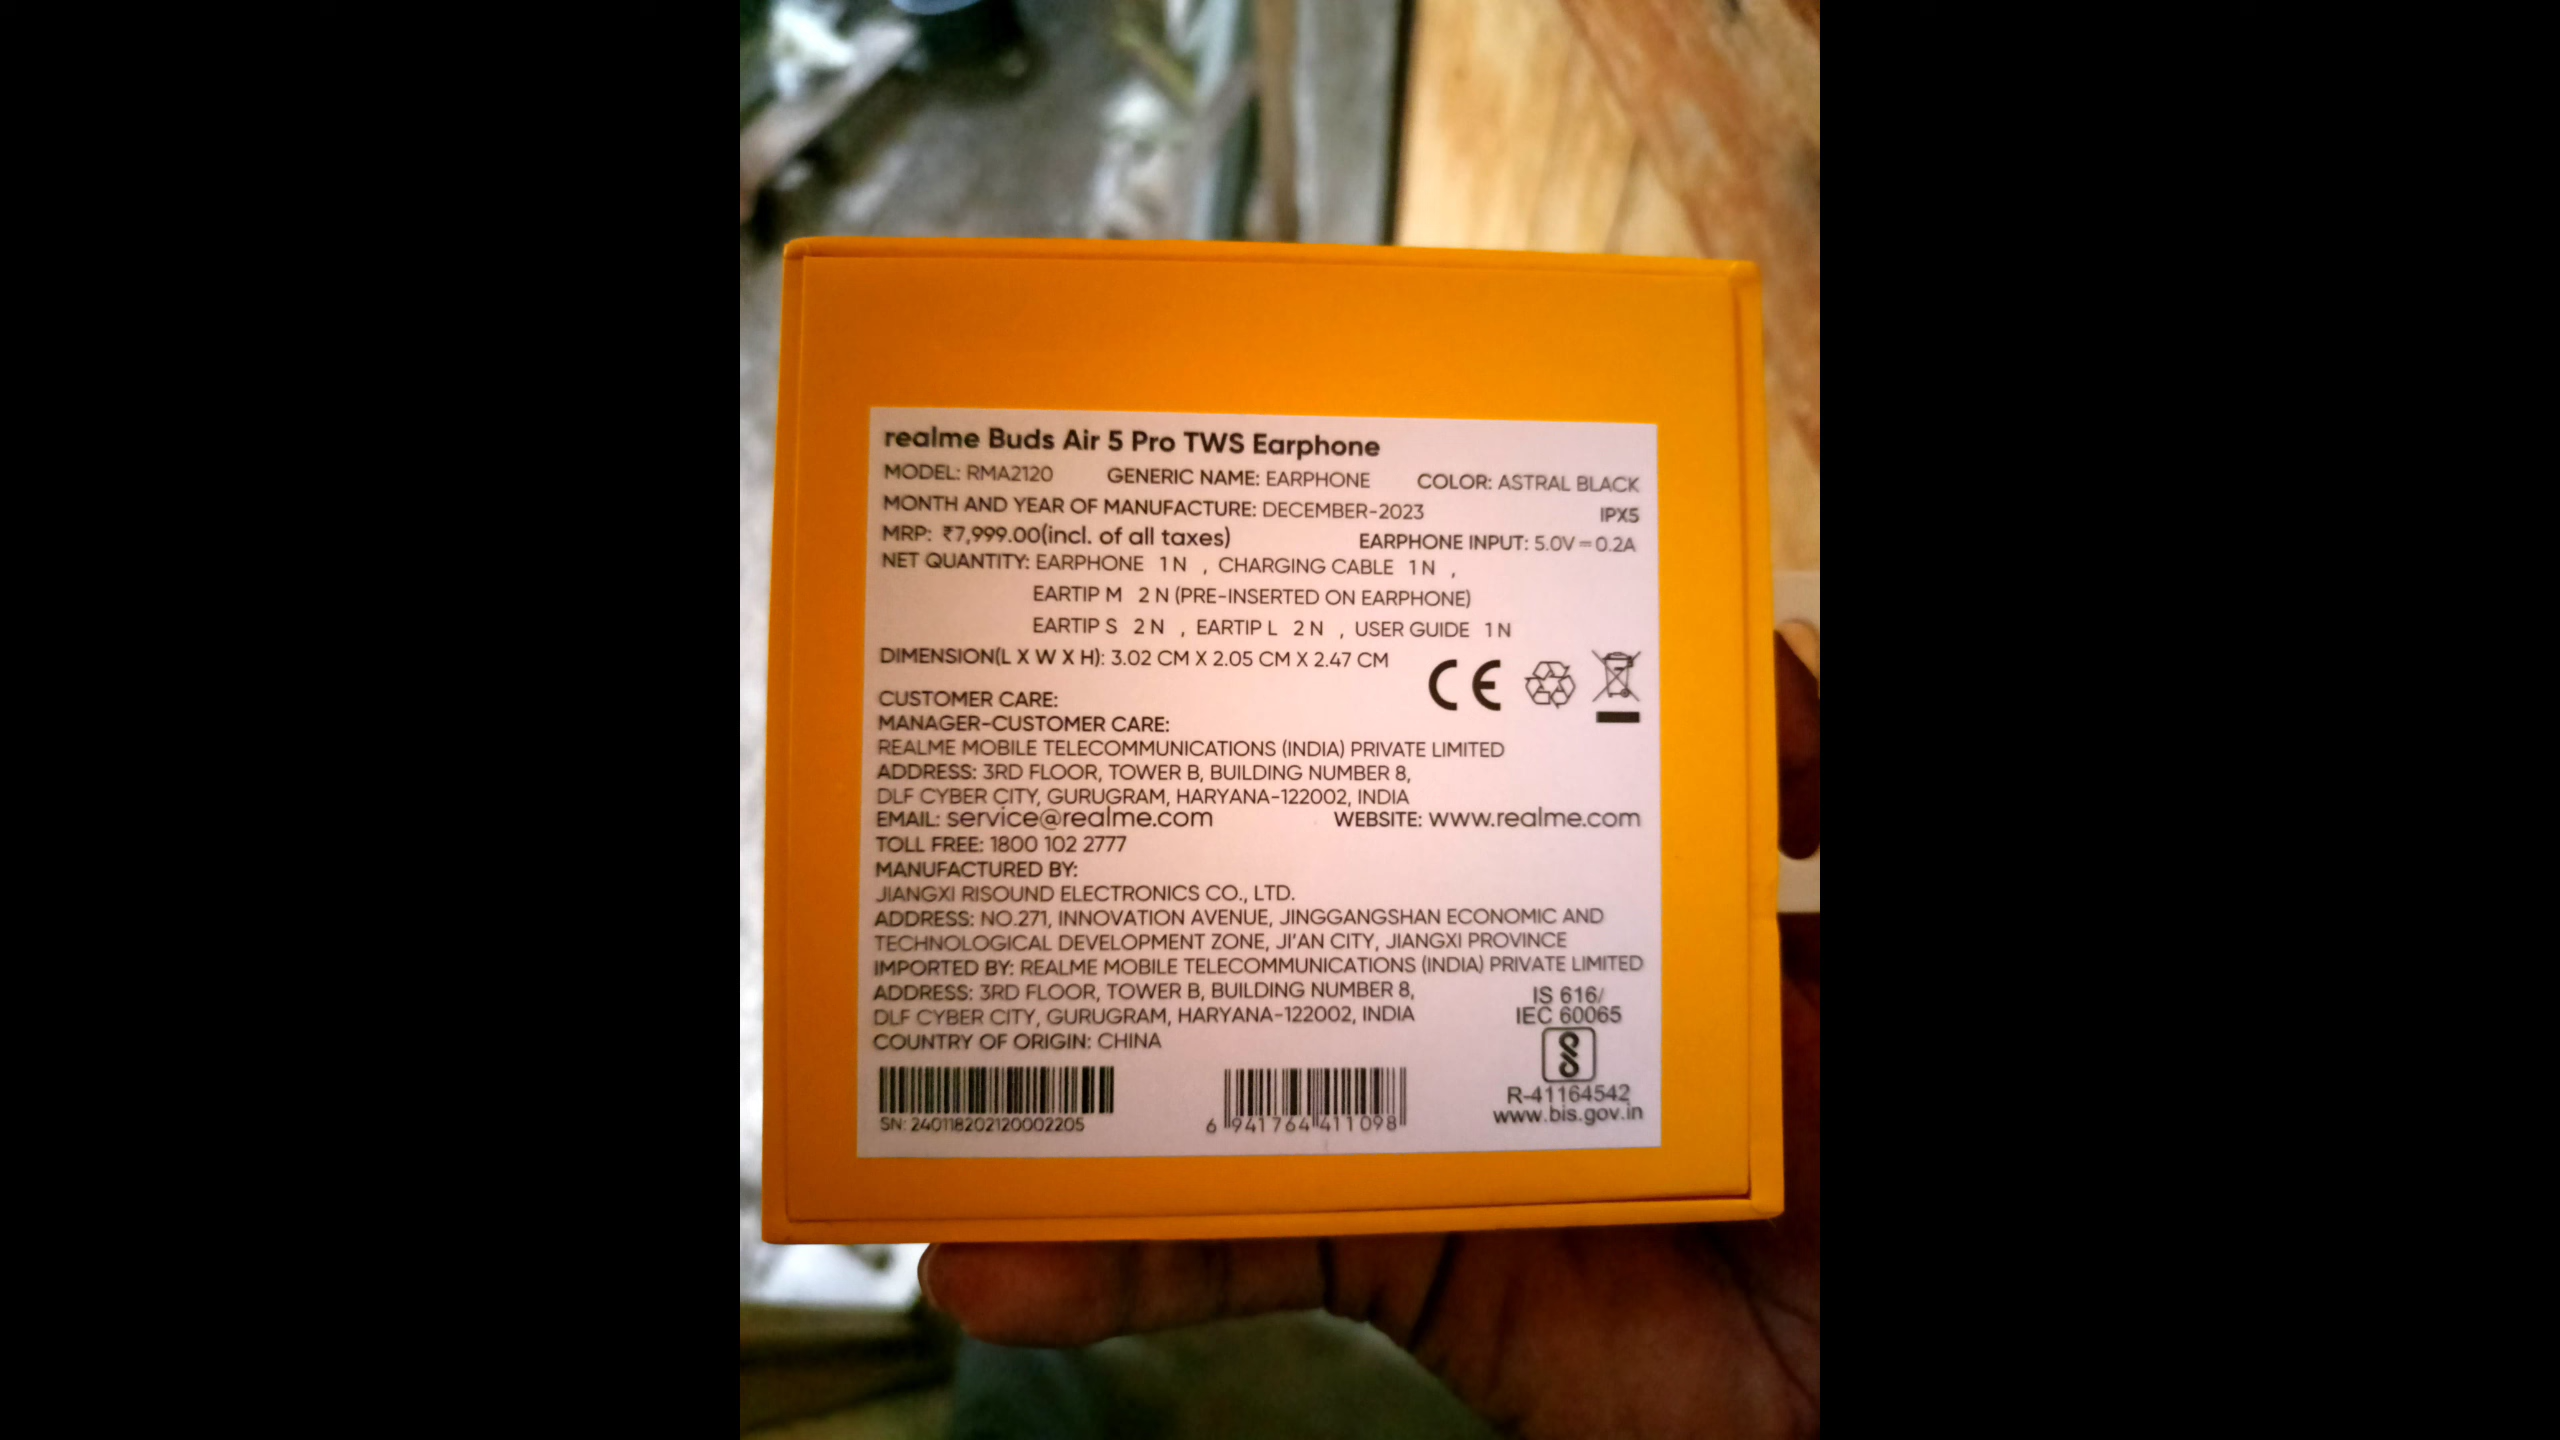 realme Buds Air 5 Pro TWS Earphone
MODEL: RMA2120 GENERIC NAME: EARPHONE COLOR: ASTRAL BLACK
MONTH AND YEAR OF MANUFACTURE: DECEMBER-2023 IPX5
MRP: ₹7,999.00(incl. of all taxes) EARPHONE INPUT: 5.0V⎓0.2A
NET QUANTITY: EARPHONE 1 N , CHARGING CABLE 1 N ,
EARTIP M 2 N (PRE-INSERTED ON EARPHONE)
EARTIP S 2 N , EARTIP L 2 N , USER GUIDE 1 N
DIMENSION(L X W X H): 3.02 CM X 2.05 CM X 2.47 CM
CE
CUSTOMER CARE:
MANAGER-CUSTOMER CARE:
REALME MOBILE TELECOMMUNICATIONS (INDIA) PRIVATE LIMITED
ADDRESS: 3RD FLOOR, TOWER B, BUILDING NUMBER 8,
DLF CYBER CITY, GURUGRAM, HARYANA-122002, INDIA
EMAIL: service@realme.com WEBSITE: www.realme.com
TOLL FREE: 1800 102 2777
MANUFACTURED BY:
JIANGXI RISOUND ELECTRONICS CO., LTD.
ADDRESS: NO.271, INNOVATION AVENUE, JINGGANGSHAN ECONOMIC AND
TECHNOLOGICAL DEVELOPMENT ZONE, JI'AN CITY, JIANGXI PROVINCE
IMPORTED BY: REALME MOBILE TELECOMMUNICATIONS (INDIA) PRIVATE LIMITED
ADDRESS: 3RD FLOOR, TOWER B, BUILDING NUMBER 8,
DLF CYBER CITY, GURUGRAM, HARYANA-122002, INDIA
COUNTRY OF ORIGIN: CHINA
IS 616/
IEC 60065
R-41164542
www.bis.gov.in
SN: 240118202120002205
6 941764 411098